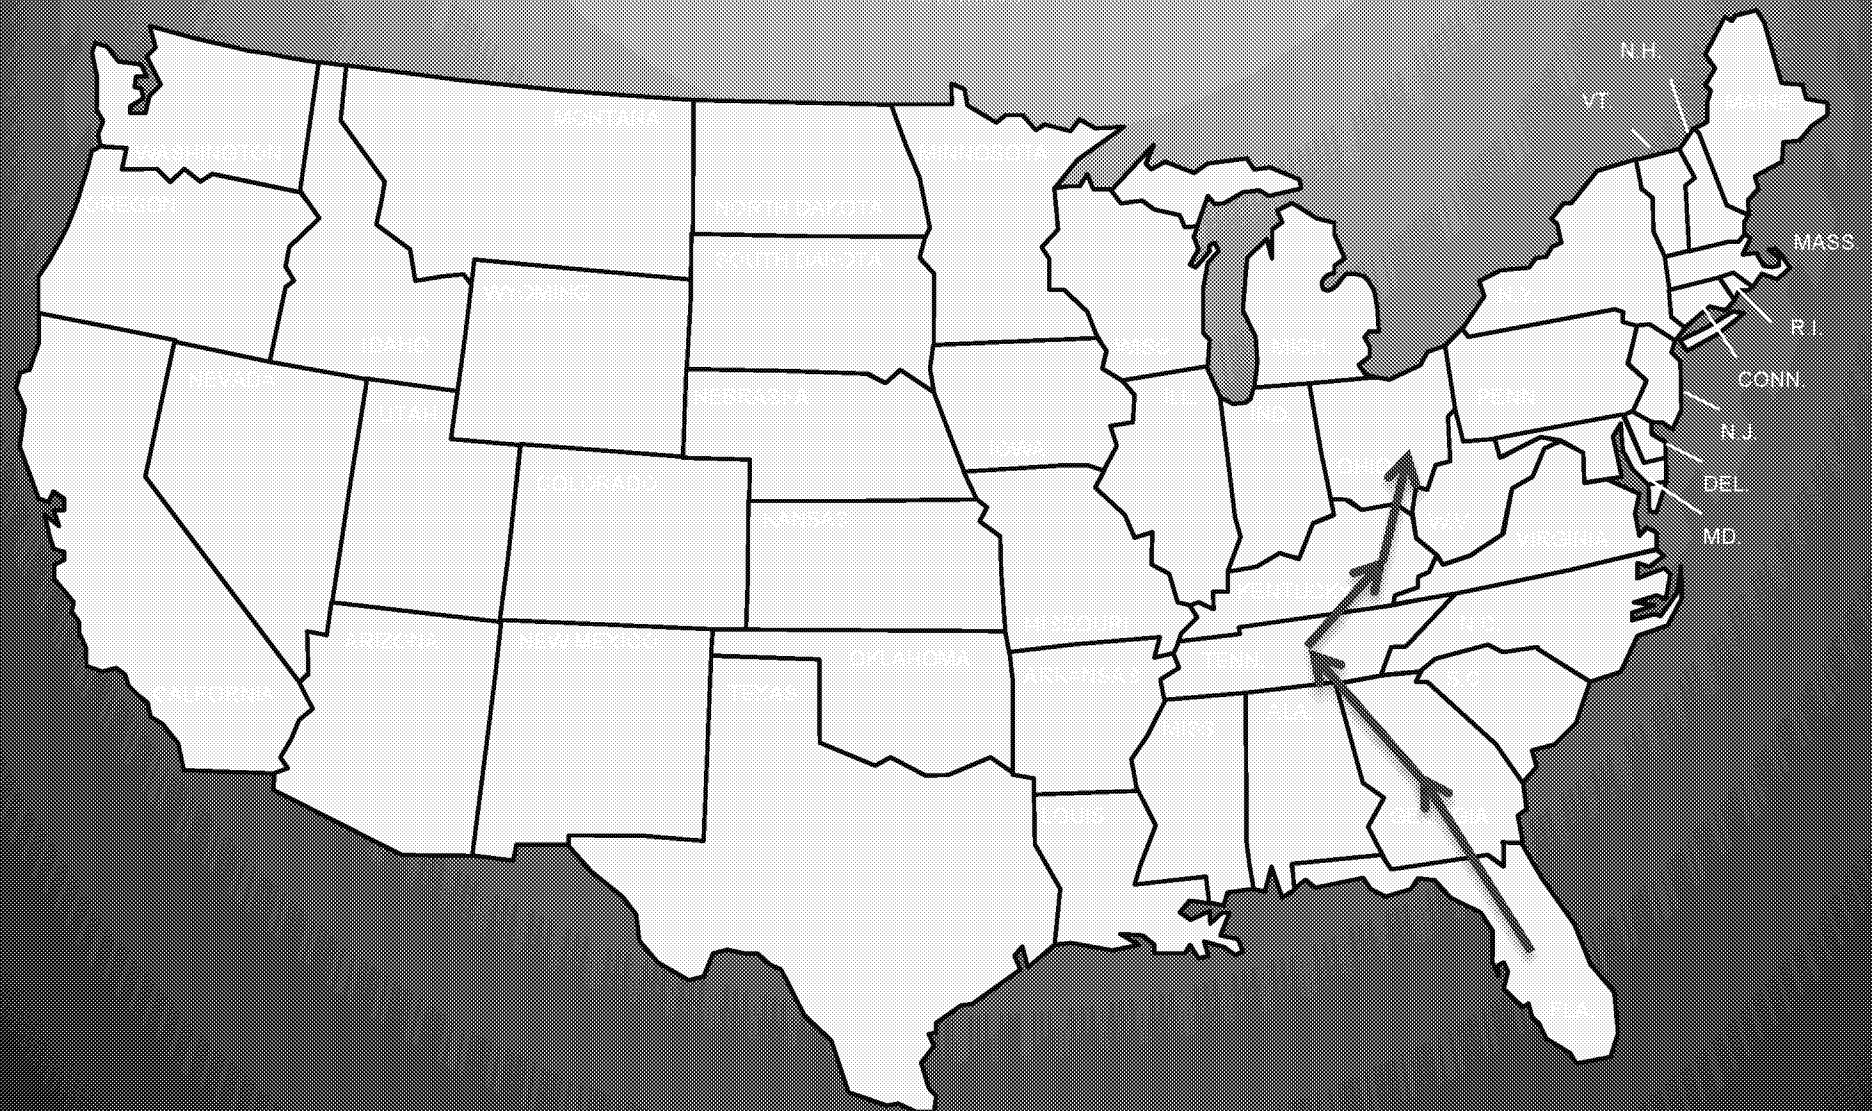 N.H.
VT.
MAINE
MONTANA
WASHINGTON
MINNESOTA
OREGON
NORTH DAKOTA
MASS
SOUTH DAKOTA
WYOMING
N.Y.
R.I.
IDAHO
WISC
MICH
NEVADA
CONN.
UTAH
NEBRASKA
ILL.
IND.
PENN
N.J.
IOWA
OHIO
COLORADO
DEL.
KANSAS
W.V.
VIRGINIA
MD.
KENTUCKY
MISSOURI
N.C.
ARIZONA
NEW MEXICO
OKLAHOMA
TENN.
ARKANSAS
S.C.
CALIFORNIA
TEXAS
ALA.
MISS
LOUIS
GEORGIA
FLA.